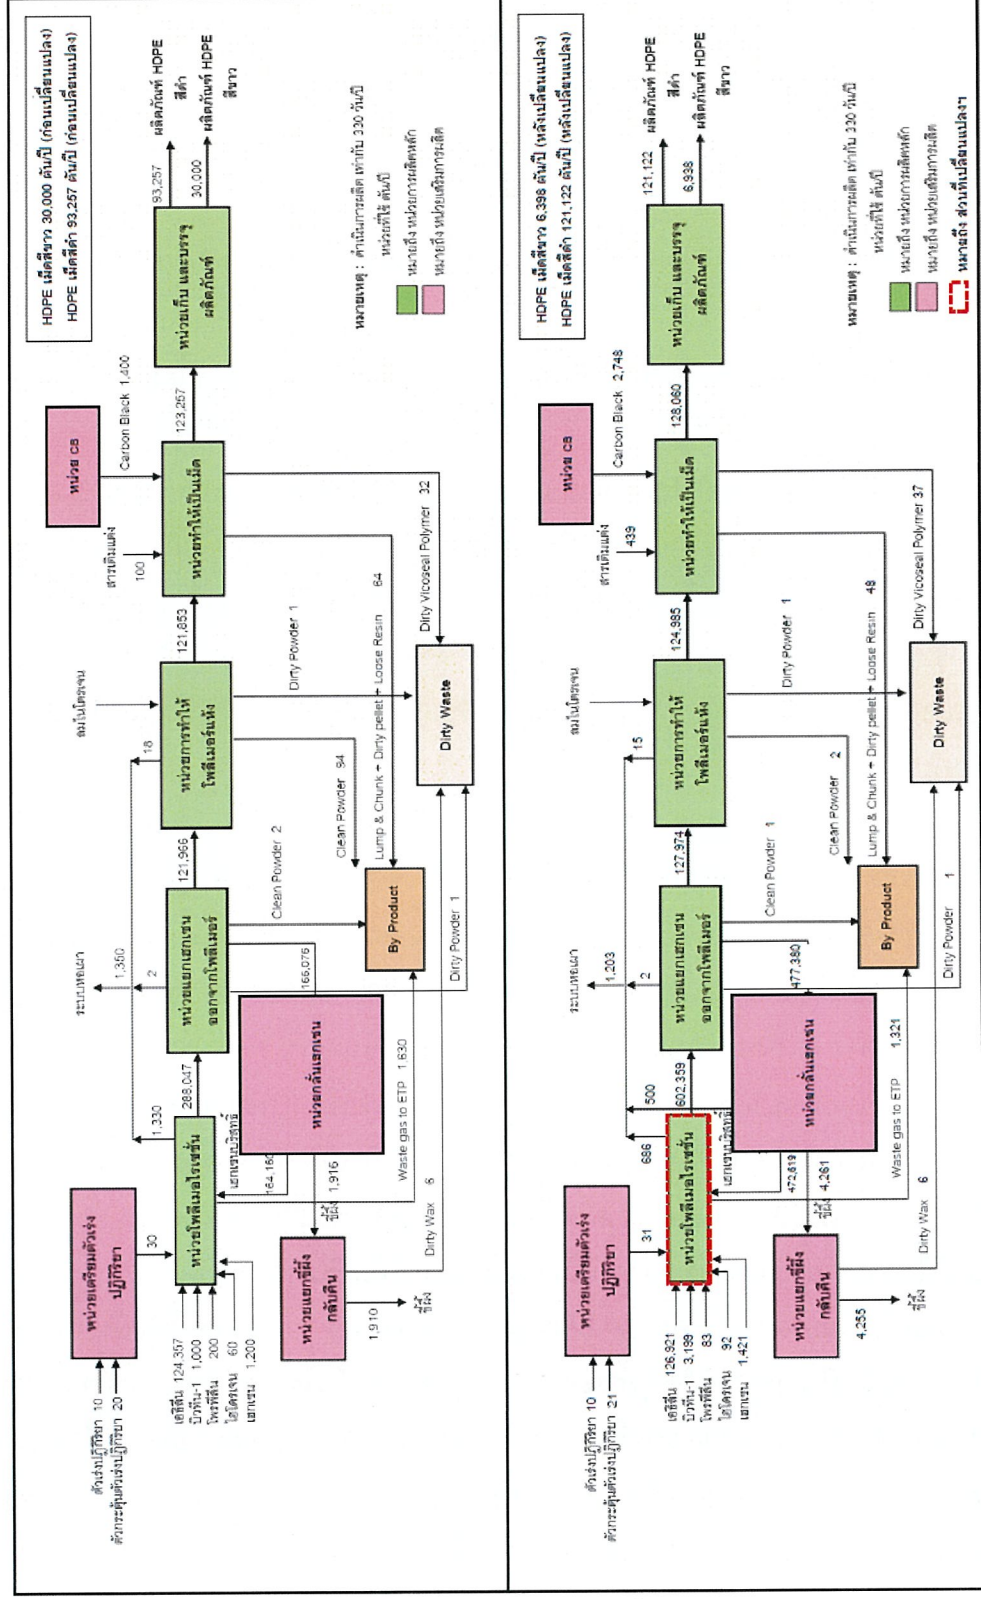 HDPE เม็ดสีขาว 30,000 ตัน/ปี (ก่อนเปลี่ยนแปลง)
HDPE เม็ดสีดำ 93,257 ตัน/ปี (ก่อนเปลี่ยนแปลง)
ตัวเร่งปฏิกิริยา 10
ตัวกระตุ้นตัวเร่งปฏิกิริยา 20
หน่วยเตรียมตัวเร่ง
ปฏิกิริยา
30
เอธิลีน 124,357
บิวทีน-1 1,000
โพรพิลีน 200
ไฮโดรเจน 60
เฮกเซน 1,200
หน่วยโพลีเมอไรเซชั่น
1,330
288,047
ระบบหอเผา
1,350
2
18
หน่วยแยกเฮกเซน
ออกจากโพลิเมอร์
121,966
ลมไนโตรเจน
หน่วยการทำให้
โพลิเมอร์แห้ง
121,853
สารเติมแต่ง
100
หน่วย CB
Carbon Black 1,400
หน่วยทำให้เป็นเม็ด
123,257
หน่วยเก็บ และบรรจุ
ผลิตภัณฑ์
93,257
ผลิตภัณฑ์ HDPE
สีดำ
30,000
ผลิตภัณฑ์ HDPE
สีขาว
เฮกเซนบริสุทธิ์
164,160
166,076
หน่วยกลั่นเฮกเซน
ขี้ผึ้ง 1,916
หน่วยแยกขี้ผึ้ง
กลับคืน
1,910
ขี้ผึ้ง
Dirty Wax 6
Waste gas to ETP 1,630
Clean Powder 2
Clean Powder 84
By Product
Dirty Powder 1
Dirty Powder 1
Lump & Chunk + Dirty pellet + Loose Resin 64
Dirty Vicoseal Polymer 32
Dirty Waste
หมายเหตุ : ดำเนินการผลิต เท่ากับ 330 วัน/ปี
หน่วยที่ใช้ ตัน/ปี
หมายถึง หน่วยการผลิตหลัก
หมายถึง หน่วยเสริมการผลิต
HDPE เม็ดสีขาว 6,398 ตัน/ปี (หลังเปลี่ยนแปลง)
HDPE เม็ดสีดำ 121,122 ตัน/ปี (หลังเปลี่ยนแปลง)
ตัวเร่งปฏิกิริยา 10
ตัวกระตุ้นตัวเร่งปฏิกิริยา 21
หน่วยเตรียมตัวเร่ง
ปฏิกิริยา
31
เอธิลีน 126,921
บิวทีน-1 3,199
โพรพิลีน 83
ไฮโดรเจน 92
เฮกเซน 1,421
หน่วยโพลีเมอไรเซชั่น
686
500
602,359
ระบบหอเผา
1,203
2
15
หน่วยแยกเฮกเซน
ออกจากโพลิเมอร์
127,974
ลมไนโตรเจน
หน่วยการทำให้
โพลิเมอร์แห้ง
124,985
สารเติมแต่ง
439
หน่วย CB
Carbon Black 2,748
หน่วยทำให้เป็นเม็ด
128,060
หน่วยเก็บ และบรรจุ
ผลิตภัณฑ์
121,122
ผลิตภัณฑ์ HDPE
สีดำ
6,938
ผลิตภัณฑ์ HDPE
สีขาว
เฮกเซนบริสุทธิ์
472,619
477,380
หน่วยกลั่นเฮกเซน
ขี้ผึ้ง 4,261
หน่วยแยกขี้ผึ้ง
กลับคืน
4,255
ขี้ผึ้ง
Dirty Wax 6
Waste gas to ETP 1,321
Clean Powder 1
Clean Powder 2
By Product
Dirty Powder 1
Dirty Powder 1
Lump & Chunk + Dirty pellet + Loose Resin 48
Dirty Vicoseal Polymer 37
Dirty Waste
หมายเหตุ : ดำเนินการผลิต เท่ากับ 330 วัน/ปี
หน่วยที่ใช้ ตัน/ปี
หมายถึง หน่วยการผลิตหลัก
หมายถึง หน่วยเสริมการผลิต
หมายถึง ส่วนที่เปลี่ยนแปลงฯ